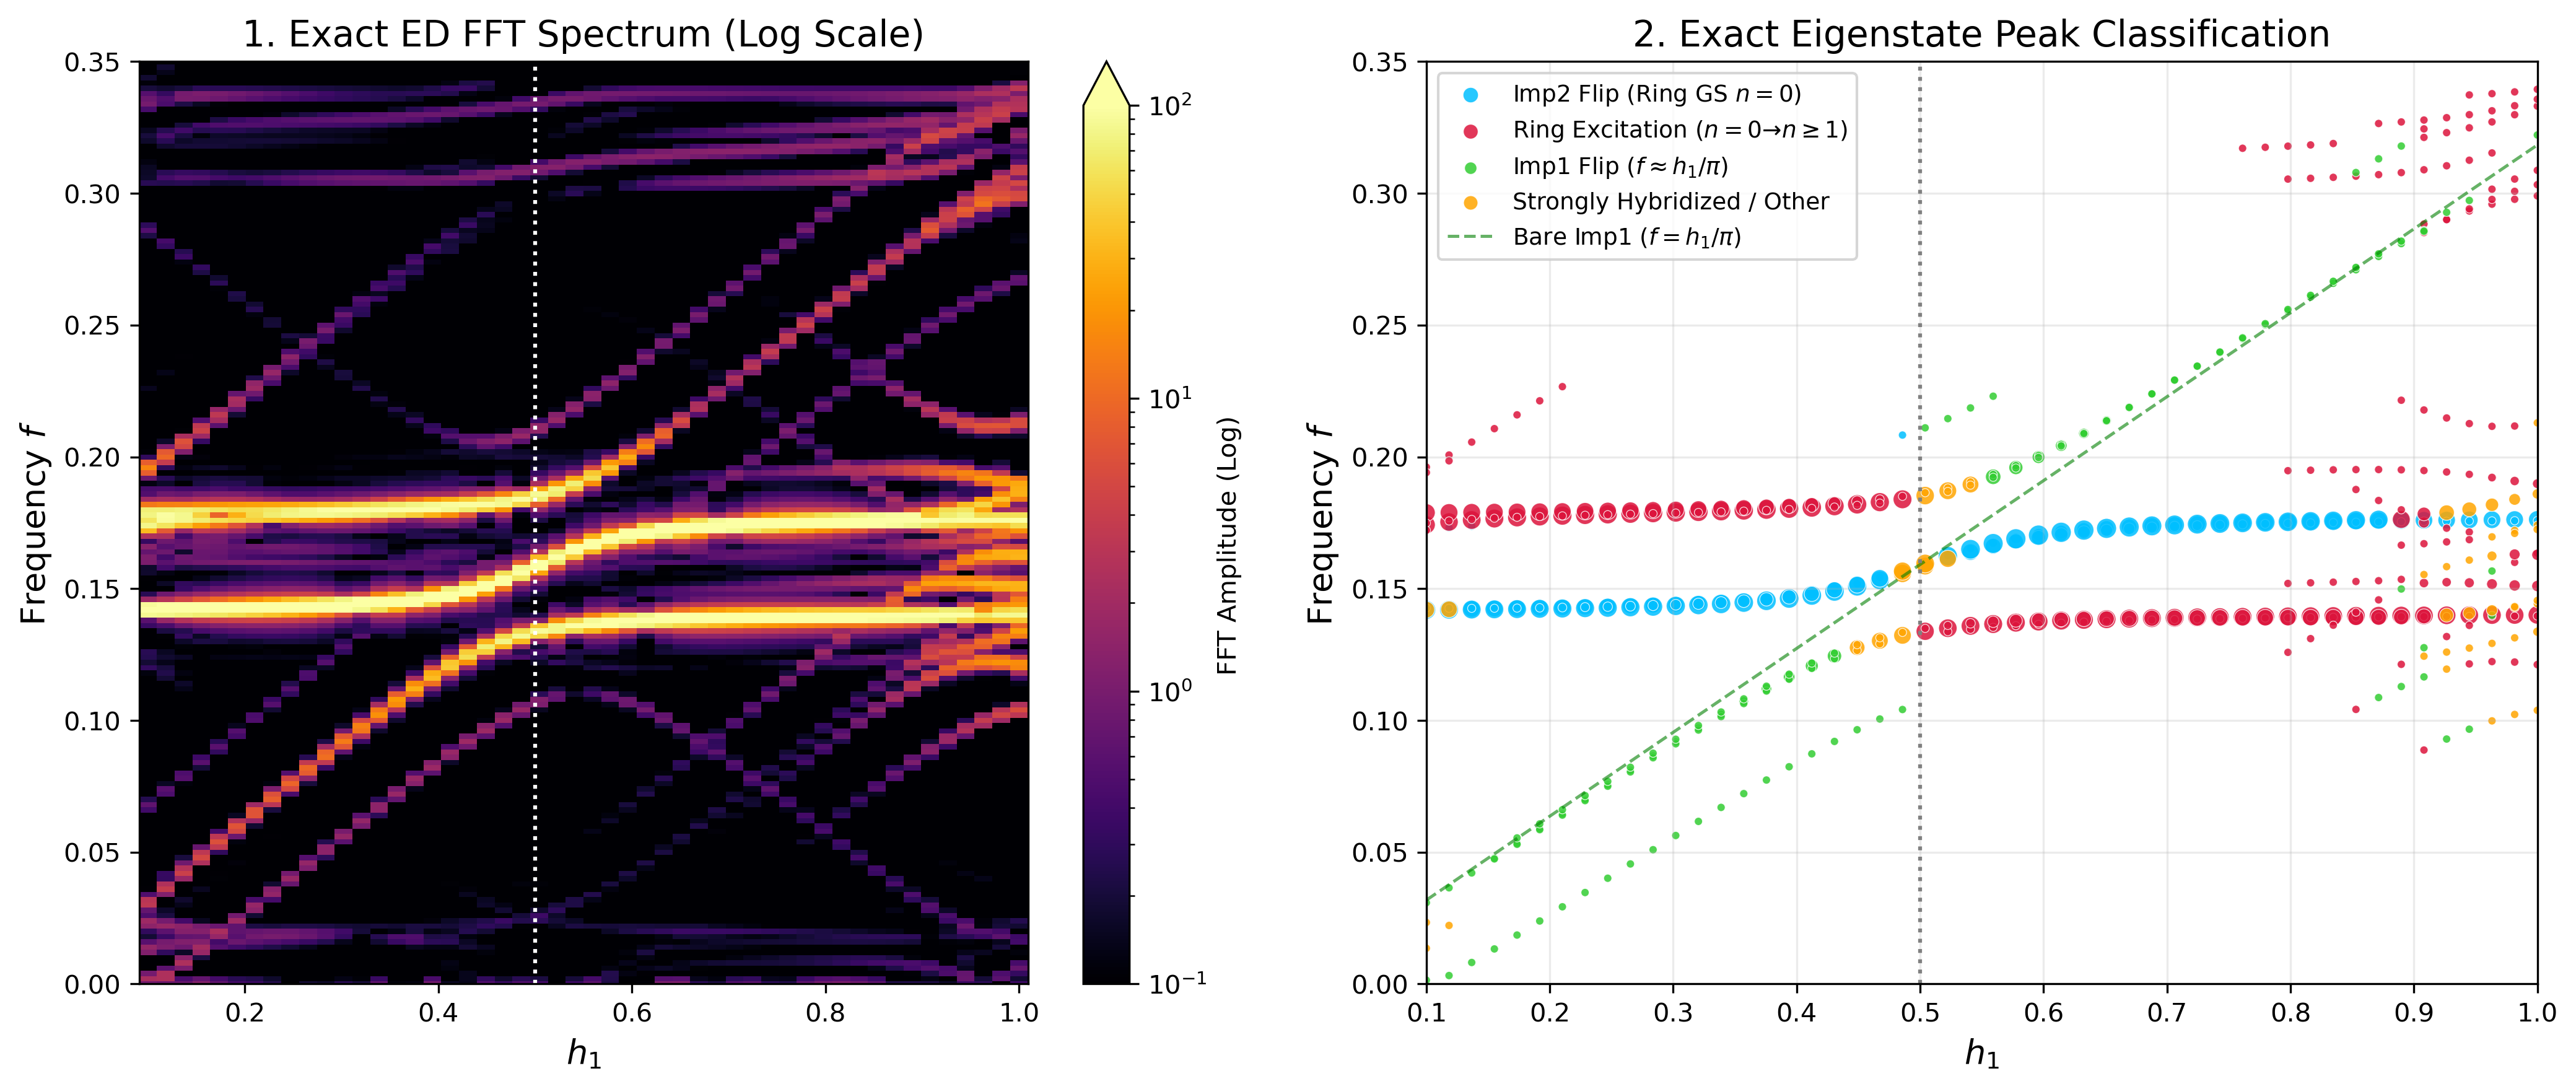 1. Exact ED FFT Spectrum (Log Scale)
Frequency f
0.35
0.30
0.25
0.20
0.15
0.10
0.05
0.00
0.2
0.4
0.6
0.8
1.0
h₁
10²
10¹
10⁰
10⁻¹
FFT Amplitude (Log)
2. Exact Eigenstate Peak Classification
Imp2 Flip (Ring GS n = 0)
Ring Excitation (n = 0→n ≥ 1)
Imp1 Flip (f ≈ h₁/π)
Strongly Hybridized / Other
Bare Imp1 (f = h₁/π)
Frequency f
0.35
0.30
0.25
0.20
0.15
0.10
0.05
0.00
0.1
0.2
0.3
0.4
0.5
0.6
0.7
0.8
0.9
1.0
h₁